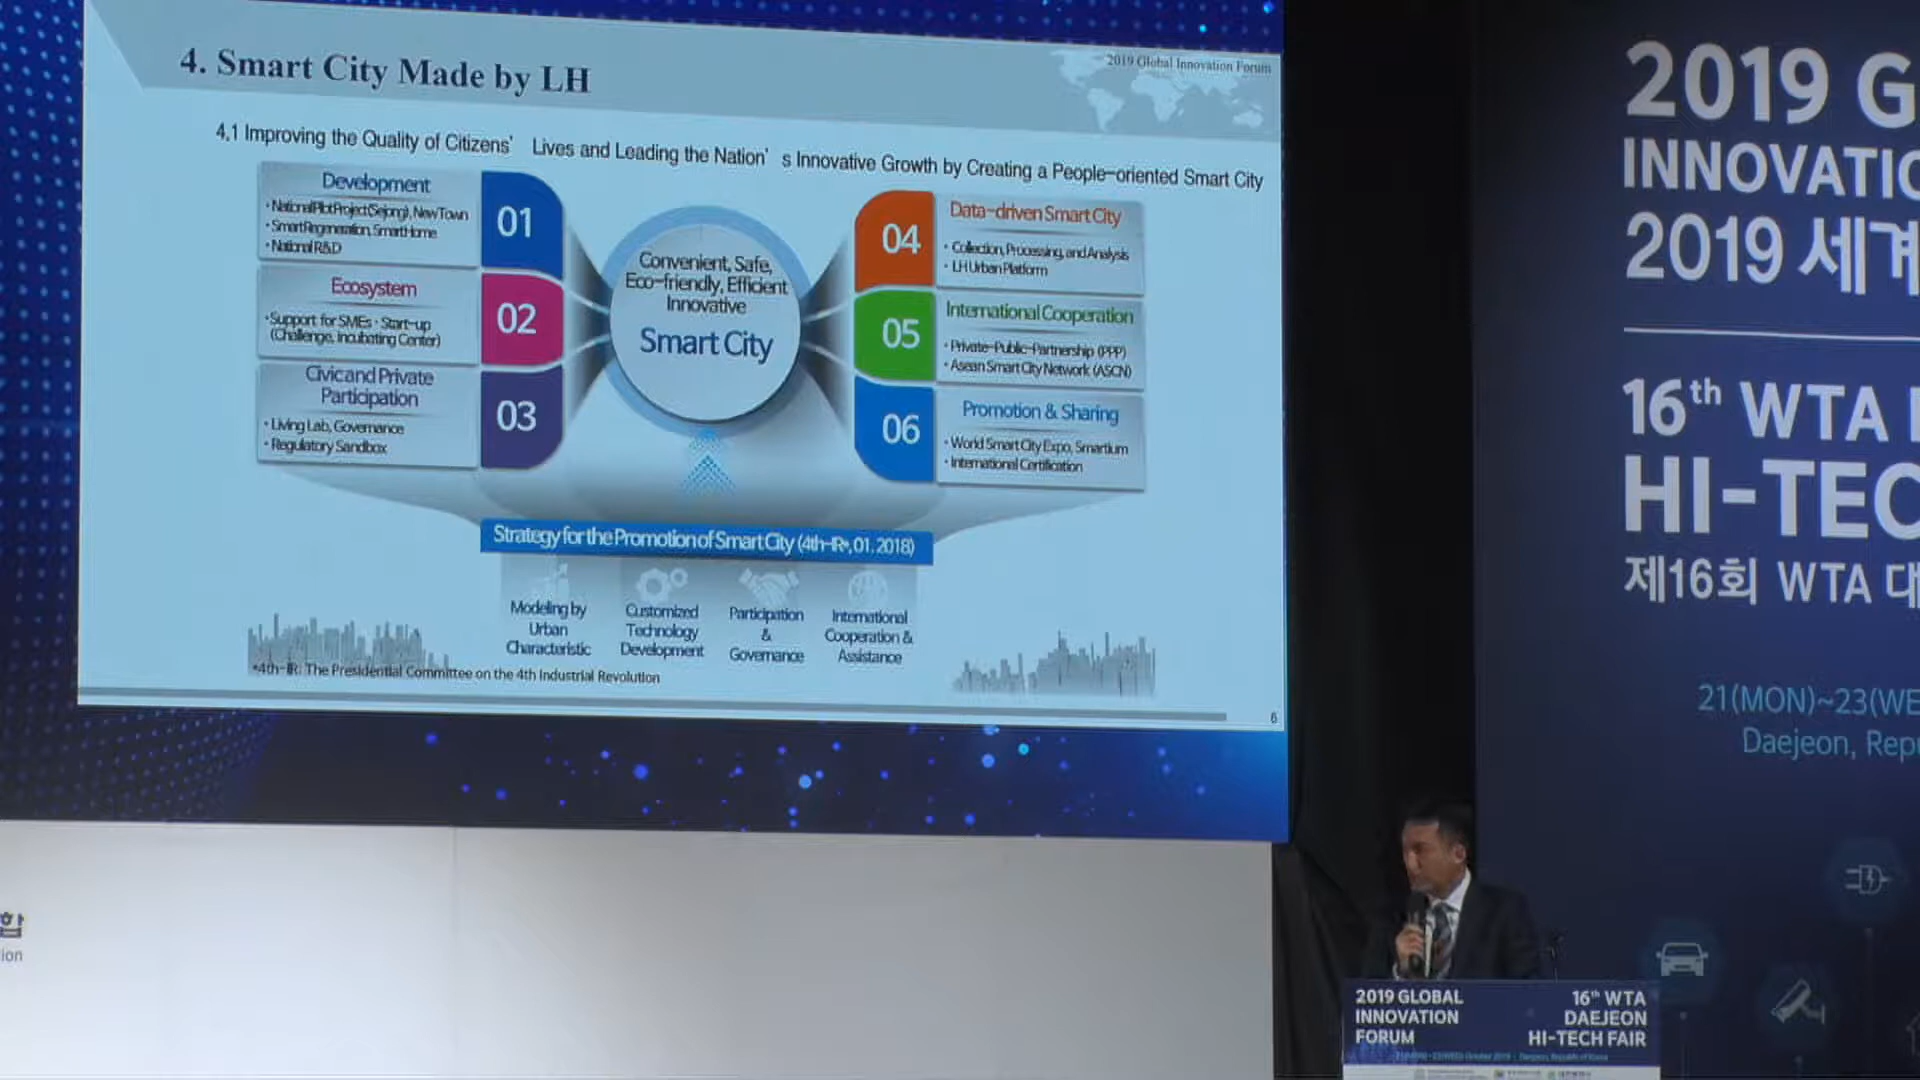 4. Smart City Made by LH
2019 Global Innovation Forum
4.1 Improving the Quality of Citizens' Lives and Leading the Nation's Innovative Growth by Creating a People-oriented Smart City
Development
• National Pilot Project (Sejong), New Town
• Smart Regeneration, Smart Home
• National R&D
01
Ecosystem
• Support for SMEs · Start-up
(Challenge, Incubating Center)
02
Civic and Private
Participation
• Living Lab, Governance
• Regulatory Sandbox
03
Convenient, Safe,
Eco-friendly, Efficient
Innovative
Smart City
04
Data-driven Smart City
• Collection, Processing, and Analysis
• LH Urban Platform
05
International Cooperation
• Private-Public-Partnership (PPP)
• Asean Smart City Network (ASCN)
06
Promotion & Sharing
• World Smart City Expo, Smartium
• International Certification
Strategy for the Promotion of Smart City (4th-IR*, 01. 2018)
Modeling by
Urban
Characteristic
Customized
Technology
Development
Participation
&
Governance
International
Cooperation &
Assistance
*4th-IR: The Presidential Committee on the 4th Industrial Revolution
6
2019 G
INNOVATIO
2019 세계
16th WTA
HI-TEC
제16회 WTA 대
21(MON)~23(WE
Daejeon, Repu
합
ion
2019 GLOBAL
INNOVATION
FORUM
16th WTA
DAEJEON
HI-TECH FAIR